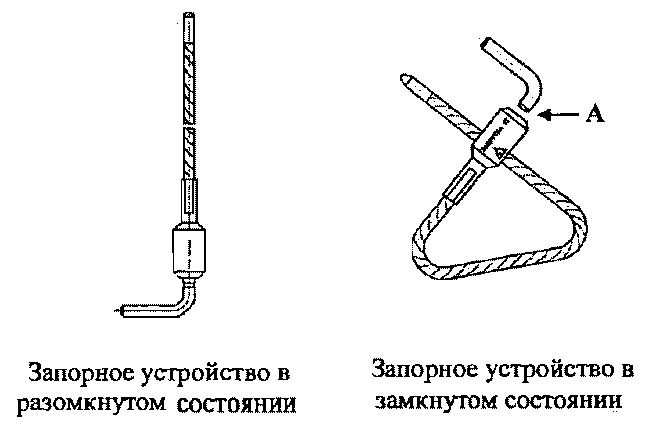 А
Запорное устройство в
разомкнутом состоянии
Запорное устройство в
замкнутом состоянии